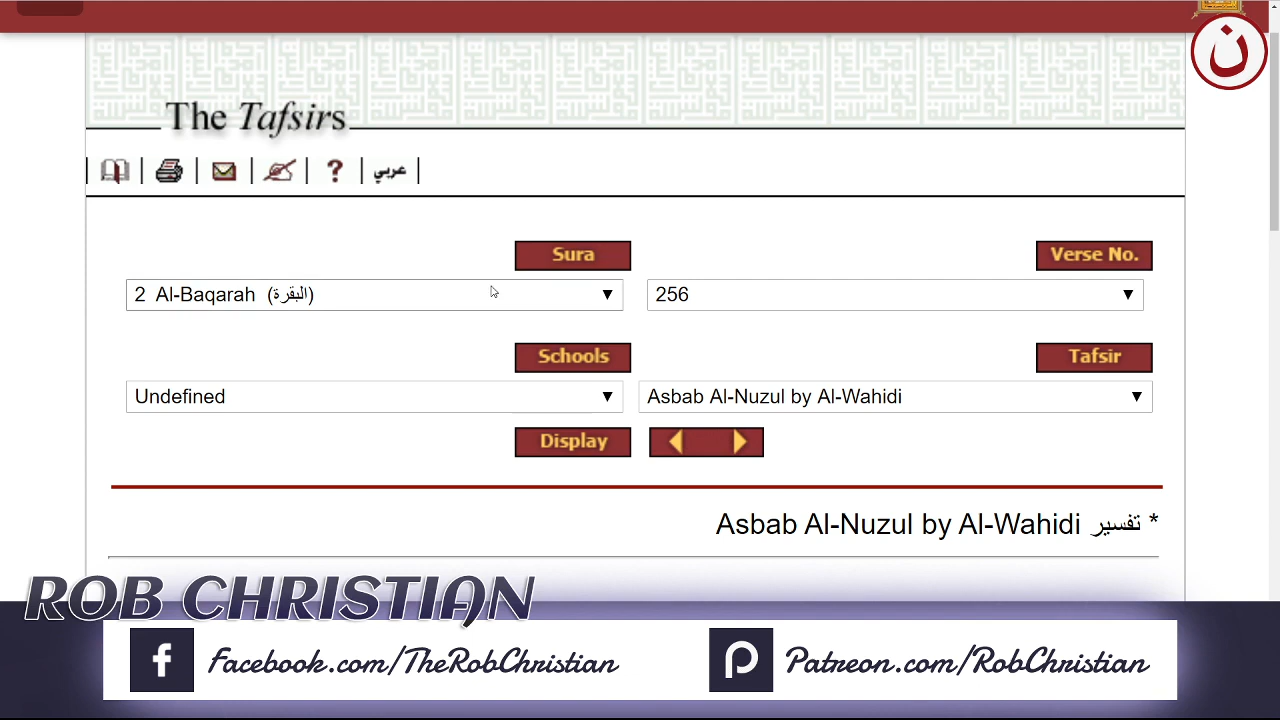 ن
The Tafsirs
? عربي
Sura
Verse No.
2 Al-Baqarah (البقرة)
256
Schools
Tafsir
Undefined
Asbab Al-Nuzul by Al-Wahidi
Display
Asbab Al-Nuzul by Al-Wahidi تفسير *
ROB CHRISTIAN
Facebook.com/TheRobChristian
Patreon.com/RobChristian